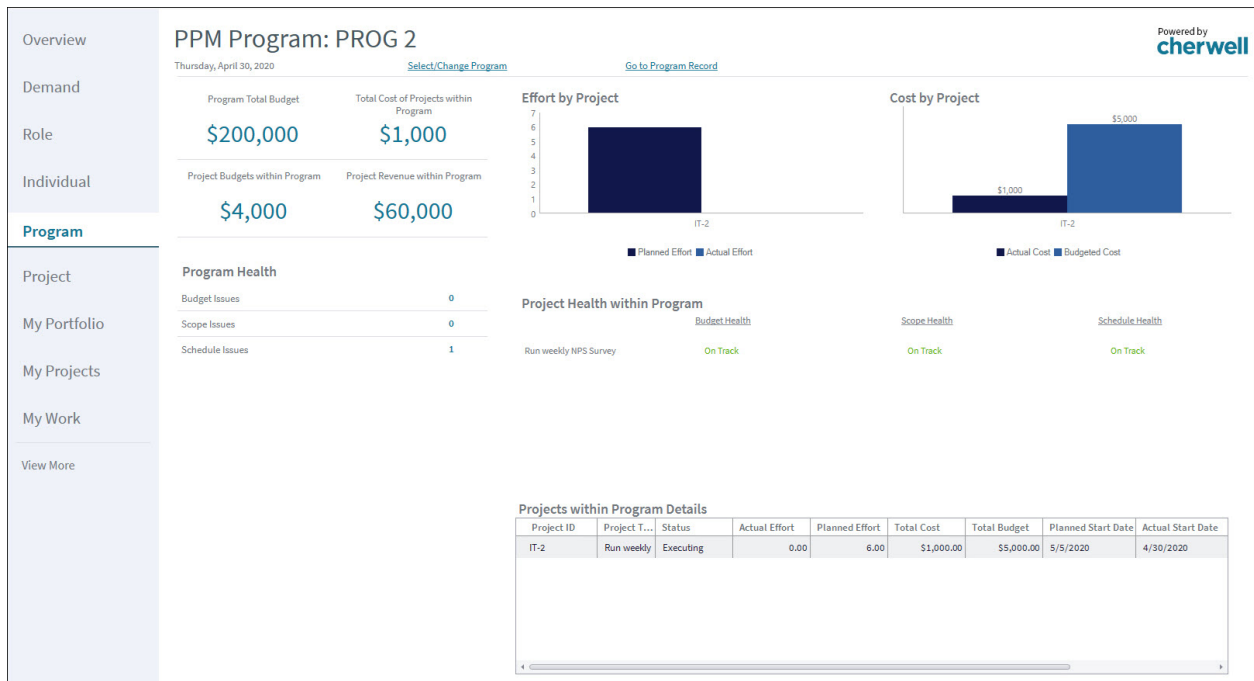 Overview
Demand
Role
Individual
Program
Project
My Portfolio
My Projects
My Work
View More
PPM Program: PROG 2
Powered by
cherwell
Thursday, April 30, 2020 Select/Change Program Go to Program Record
Program Total Budget
$200,000
Total Cost of Projects within
Program
$1,000
Project Budgets within Program
$4,000
Project Revenue within Program
$60,000
Program Health
Budget Issues 0
Scope Issues 0
Schedule Issues 1
Effort by Project
7
6
5
4
3
2
1
0
IT-2
Planned Effort Actual Effort
Cost by Project
$5,000
$1,000
IT-2
Actual Cost Budgeted Cost
Project Health within Program
Budget Health Scope Health Schedule Health
Run weekly NPS Survey On Track On Track On Track
Projects within Program Details
Project ID Project T... Status Actual Effort Planned Effort Total Cost Total Budget Planned Start Date Actual Start Date
IT-2 Run weekly Executing 0.00 6.00 $1,000.00 $5,000.00 5/5/2020 4/30/2020